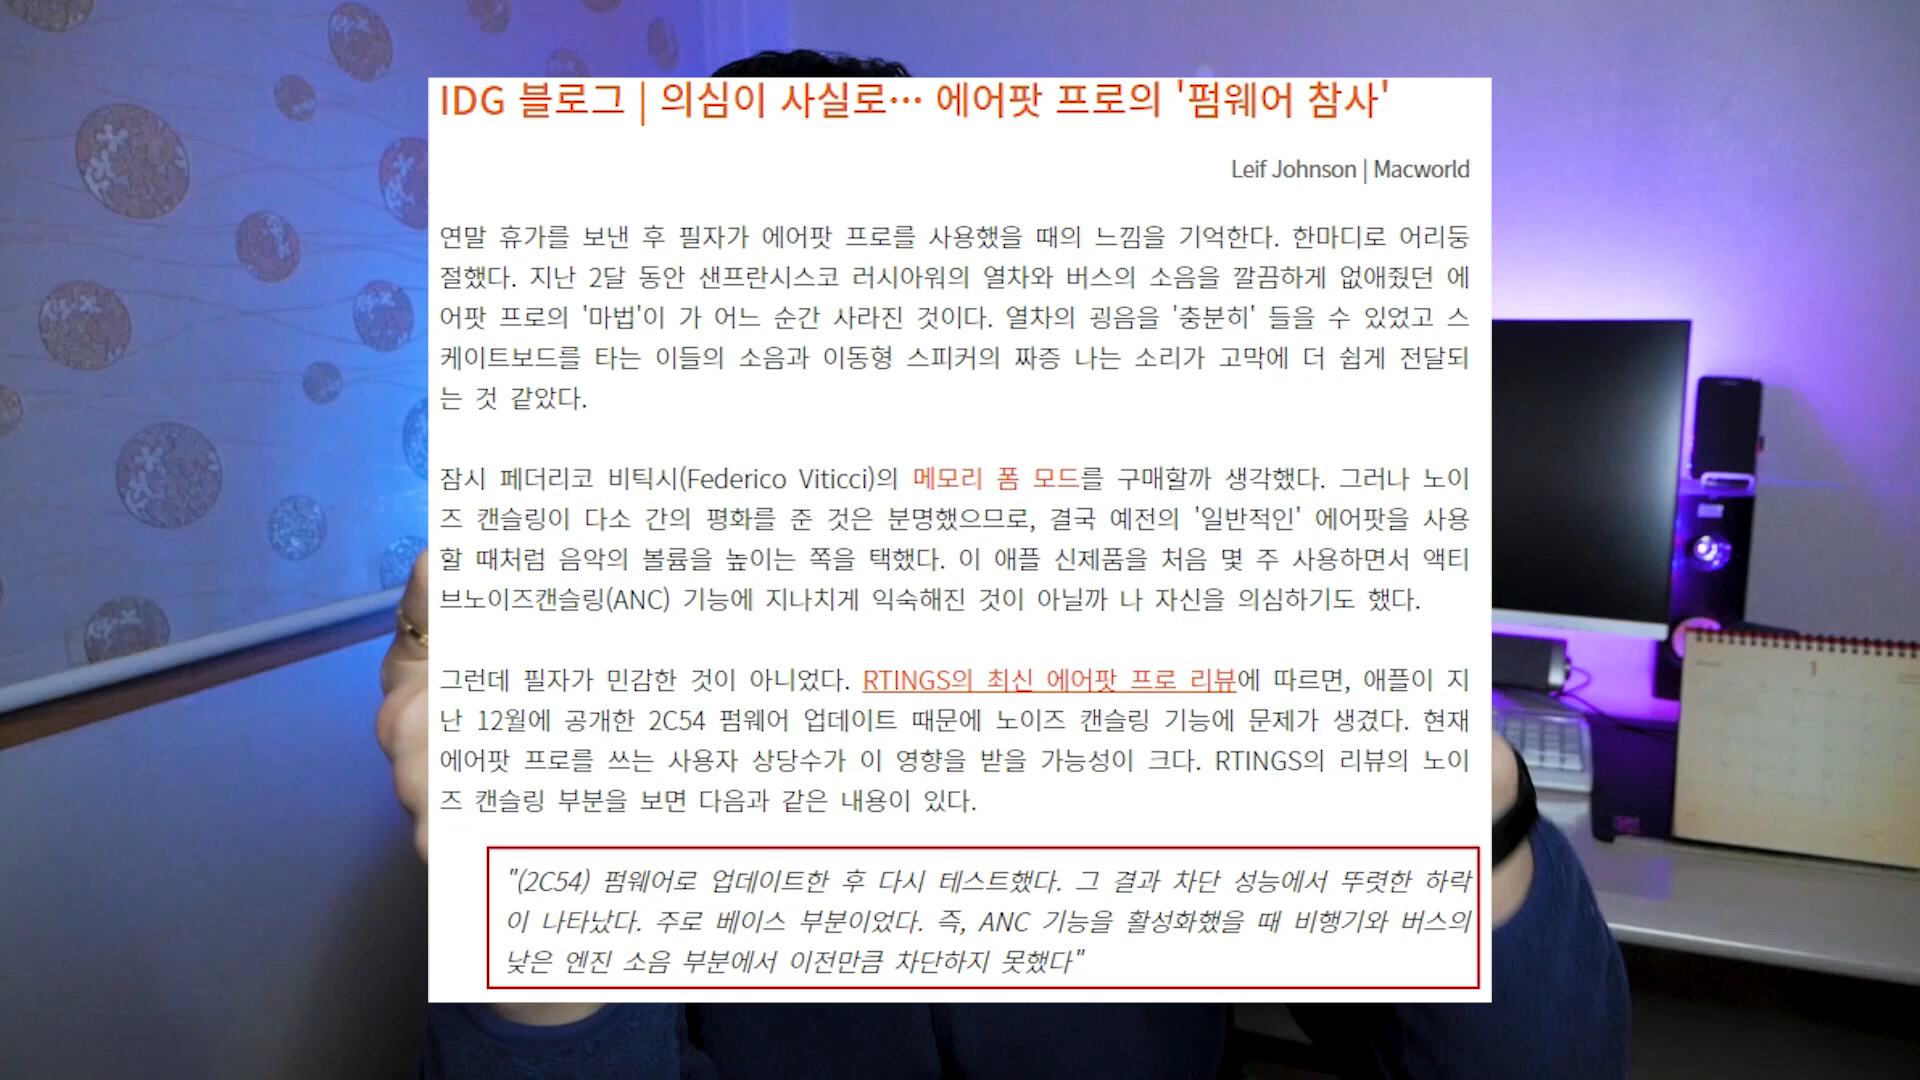 IDG 블로그 | 의심이 사실로… 에어팟 프로의 '펌웨어 참사'
Leif Johnson | Macworld
연말 휴가를 보낸 후 필자가 에어팟 프로를 사용했을 때의 느낌을 기억한다. 한마디로 어리둥
절했다. 지난 2달 동안 샌프란시스코 러시아워의 열차와 버스의 소음을 깔끔하게 없애줬던 에
어팟 프로의 '마법'이 가 어느 순간 사라진 것이다. 열차의 굉음을 '충분히' 들을 수 있었고 스
케이트보드를 타는 이들의 소음과 이동형 스피커의 짜증 나는 소리가 고막에 더 쉽게 전달되
는 것 같았다.
잠시 페더리코 비틱시(Federico Viticci)의 메모리 폼 모드를 구매할까 생각했다. 그러나 노이
즈 캔슬링이 다소 간의 평화를 준 것은 분명했으므로, 결국 예전의 '일반적인' 에어팟을 사용
할 때처럼 음악의 볼륨을 높이는 쪽을 택했다. 이 애플 신제품을 처음 몇 주 사용하면서 액티
브노이즈캔슬링(ANC) 기능에 지나치게 익숙해진 것이 아닐까 나 자신을 의심하기도 했다.
그런데 필자가 민감한 것이 아니었다. RTINGS의 최신 에어팟 프로 리뷰에 따르면, 애플이 지
난 12월에 공개한 2C54 펌웨어 업데이트 때문에 노이즈 캔슬링 기능에 문제가 생겼다. 현재
에어팟 프로를 쓰는 사용자 상당수가 이 영향을 받을 가능성이 크다. RTINGS의 리뷰의 노이
즈 캔슬링 부분을 보면 다음과 같은 내용이 있다.
"(2C54) 펌웨어로 업데이트한 후 다시 테스트했다. 그 결과 차단 성능에서 뚜렷한 하락
이 나타났다. 주로 베이스 부분이었다. 즉, ANC 기능을 활성화했을 때 비행기와 버스의
낮은 엔진 소음 부분에서 이전만큼 차단하지 못했다"
1